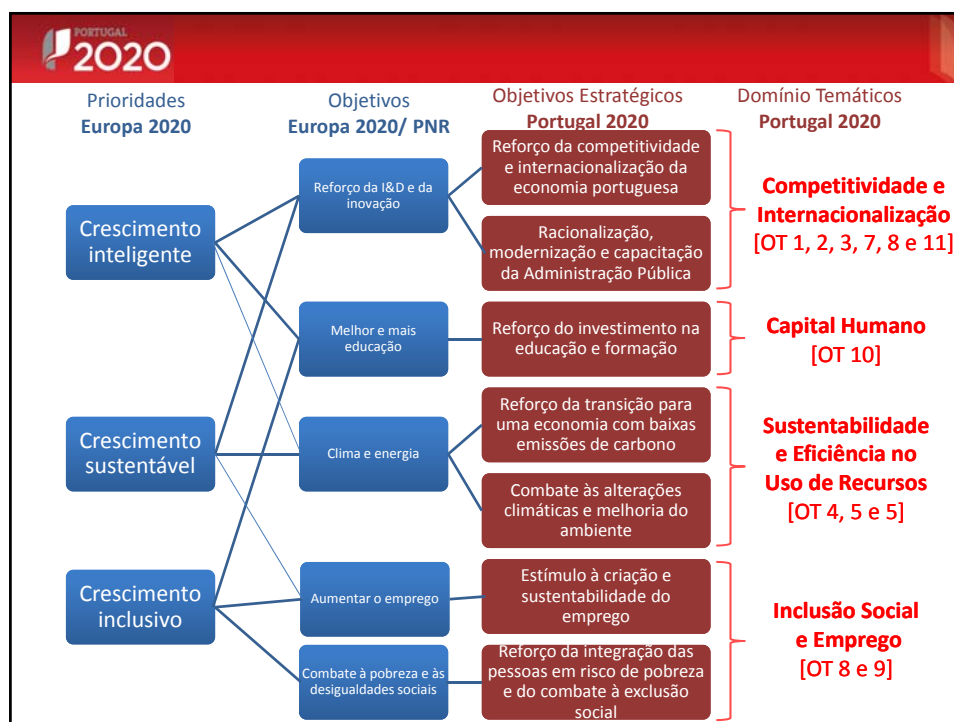 PORTUGAL
2020
Prioridades
Europa 2020
Objetivos
Europa 2020/ PNR
Objetivos Estratégicos
Portugal 2020
Domínio Temáticos
Portugal 2020
Crescimento
inteligente
Crescimento
sustentável
Crescimento
inclusivo
Reforço da I&D e da
inovação
Melhor e mais
educação
Clima e energia
Aumentar o emprego
Combate à pobreza e às
desigualdades sociais
Reforço da competitividade
e internacionalização da
economia portuguesa
Racionalização,
modernização e capacitação
da Administração Pública
Reforço do investimento na
educação e formação
Reforço da transição para
uma economia com baixas
emissões de carbono
Combate às alterações
climáticas e melhoria do
ambiente
Estímulo à criação e
sustentabilidade do
emprego
Reforço da integração das
pessoas em risco de pobreza
e do combate à exclusão
social
Competitividade e
Internacionalização
[OT 1, 2, 3, 7, 8 e 11]
Capital Humano
[OT 10]
Sustentabilidade
e Eficiência no
Uso de Recursos
[OT 4, 5 e 5]
Inclusão Social
e Emprego
[OT 8 e 9]